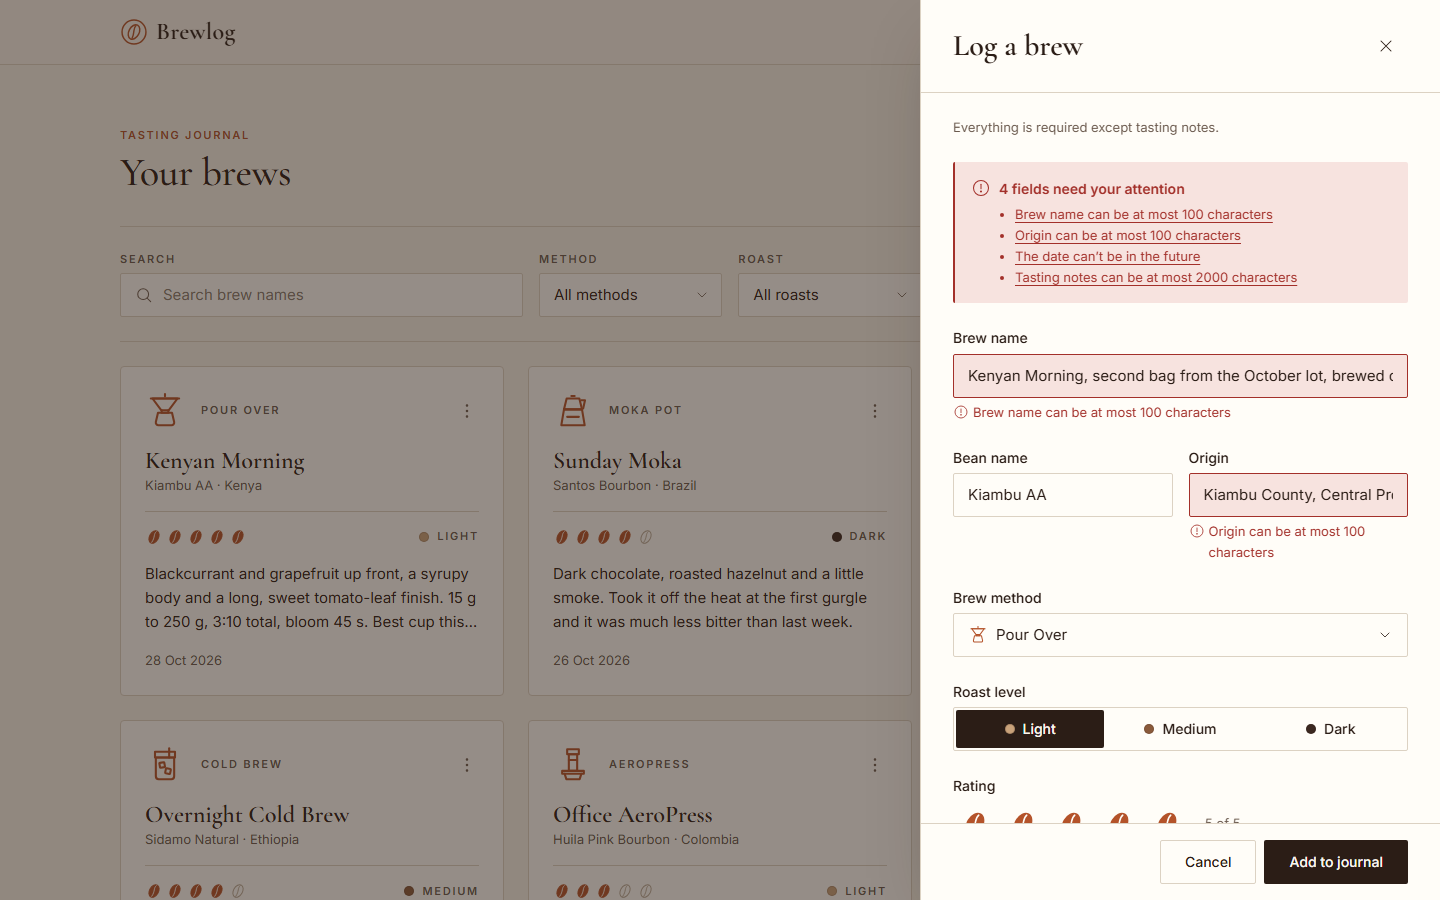 Brewlog
TASTING JOURNAL
Your brews
SEARCH
METHOD
ROAST
Search brew names
All methods
All roasts
POUR OVER
Kenyan Morning
Kiambu AA · Kenya
LIGHT
Blackcurrant and grapefruit up front, a syrupy
body and a long, sweet tomato-leaf finish. 15 g
to 250 g, 3:10 total, bloom 45 s. Best cup this...
28 Oct 2026
MOKA POT
Sunday Moka
Santos Bourbon · Brazil
DARK
Dark chocolate, roasted hazelnut and a little
smoke. Took it off the heat at the first gurgle
and it was much less bitter than last week.
26 Oct 2026
COLD BREW
Overnight Cold Brew
Sidamo Natural · Ethiopia
MEDIUM
AEROPRESS
Office AeroPress
Huila Pink Bourbon · Colombia
LIGHT
Log a brew
Everything is required except tasting notes.
4 fields need your attention
• Brew name can be at most 100 characters
• Origin can be at most 100 characters
• The date can't be in the future
• Tasting notes can be at most 2000 characters
Brew name
Kenyan Morning, second bag from the October lot, brewed
Brew name can be at most 100 characters
Bean name
Kiambu AA
Origin
Kiambu County, Central Pro
Origin can be at most 100
characters
Brew method
Pour Over
Roast level
Light
Medium
Dark
Rating
5 of 5
Cancel
Add to journal